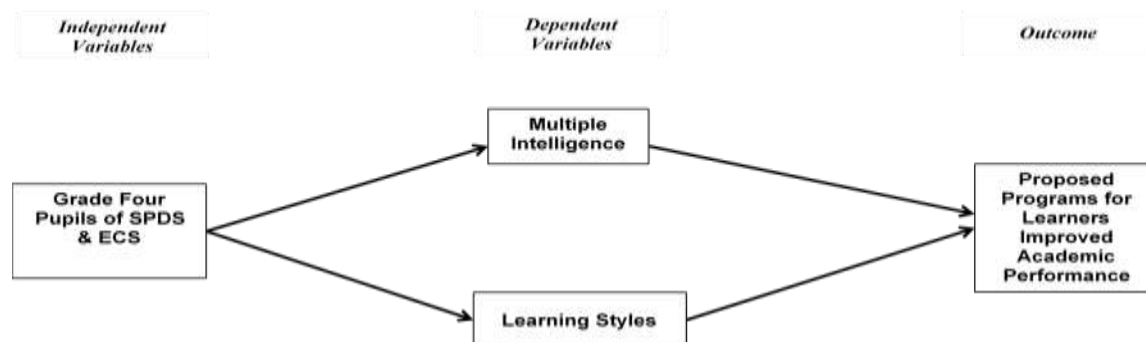 Independent
Variables
Dependent
Variables
Outcome
Multiple
Intelligence
Grade Four
Pupils of SPDS
& ECS
Proposed
Programs for
Learners
Improved
Academic
Performance
Learning Styles